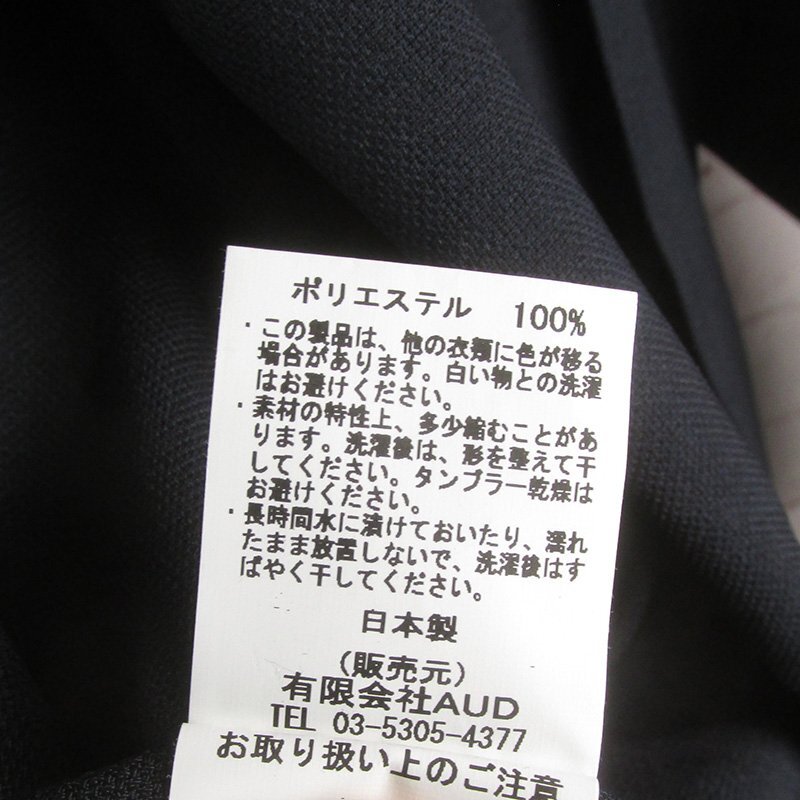 ポリエステル 100%
・この製品は、他の衣類に色が移る
場合があります。白い物との洗濯
はお避けください。
・素材の特性上、多少縮むことがあ
ります。洗濯後は、形を整えて干
してください。タンブラー乾燥は
お避けください。
・長時間水に漬けておいたり、濡れ
たまま放置しないで、洗濯後はす
ばやく干してください。
日本製
(販売元)
有限会社AUD
TEL 03-5305-4377
お取り扱い上のご注意